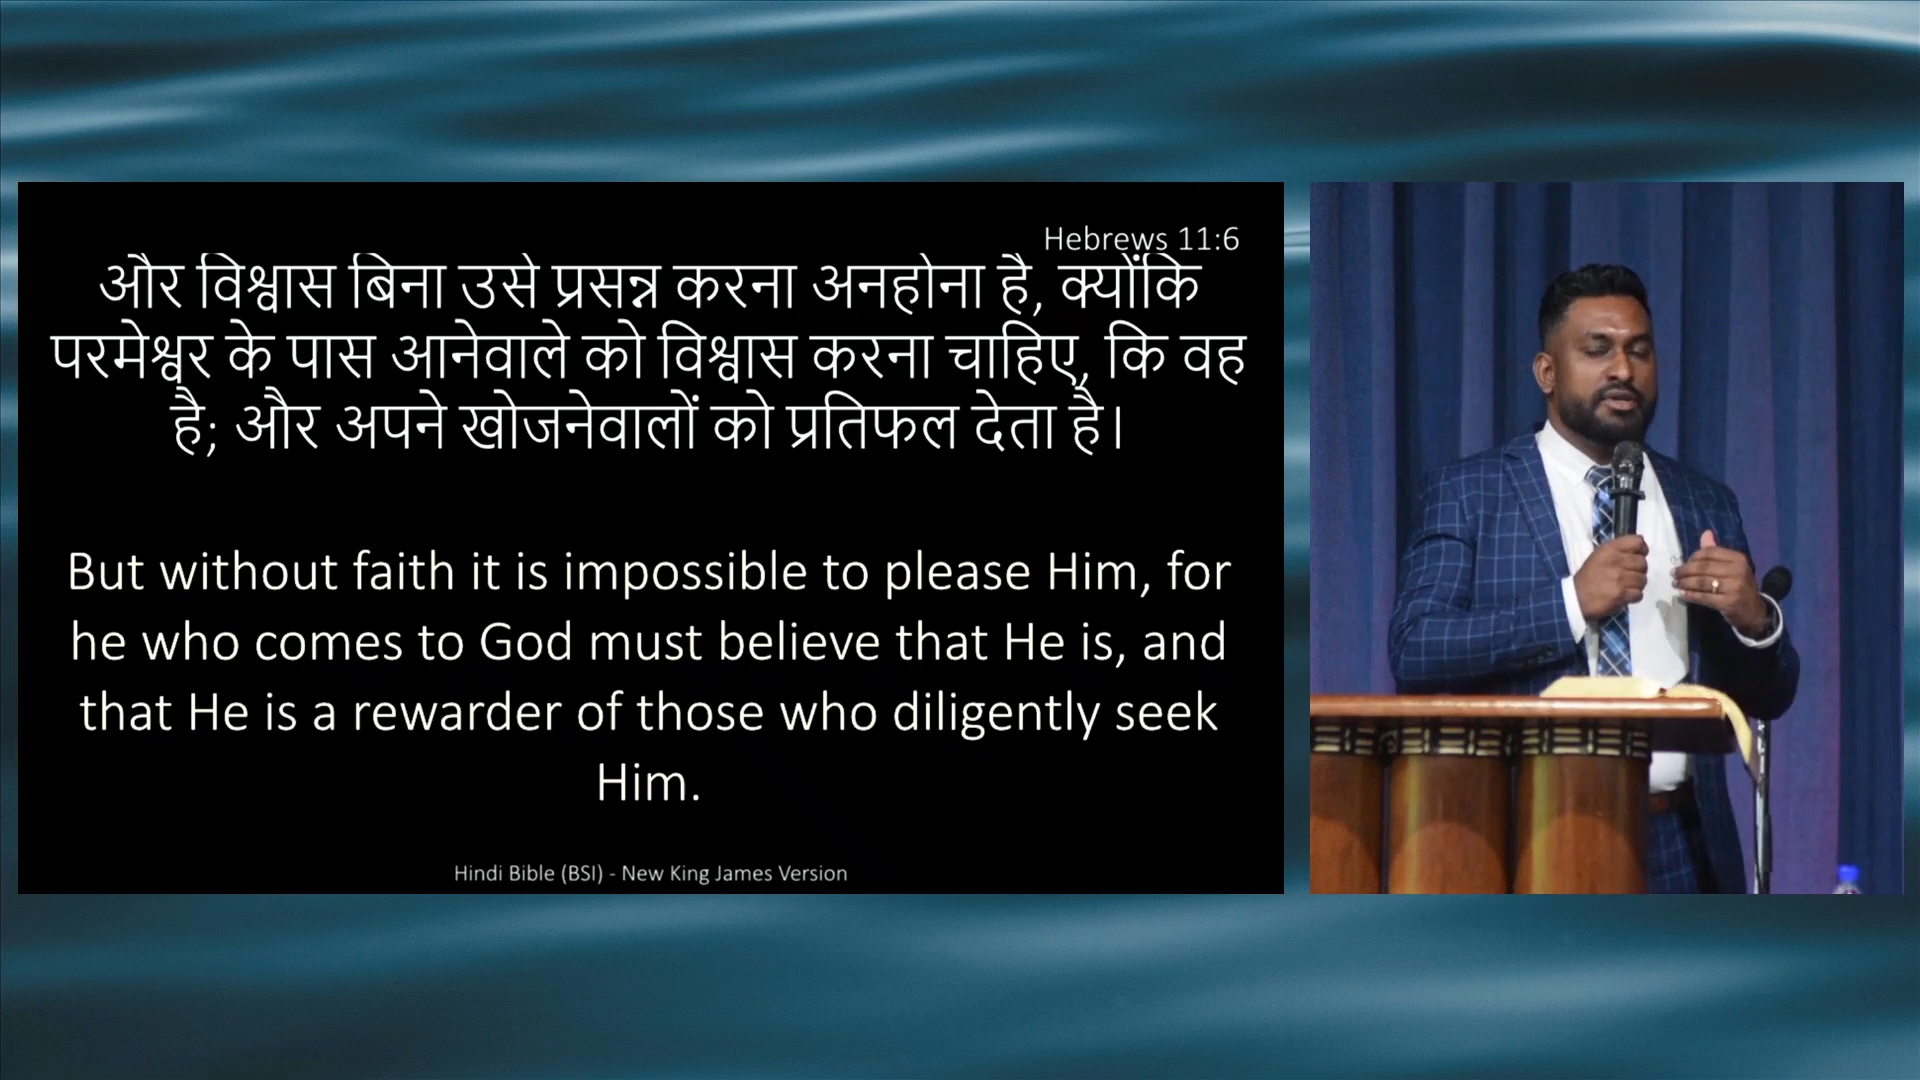 Hebrews 11:6
और विश्वास बिना उसे प्रसन्न करना अनहोना है, क्योंकि
परमेश्वर के पास आनेवाले को विश्वास करना चाहिए, कि वह
है; और अपने खोजनेवालों को प्रतिफल देता है।
But without faith it is impossible to please Him, for
he who comes to God must believe that He is, and
that He is a rewarder of those who diligently seek
Him.
Hindi Bible (BSI) - New King James Version